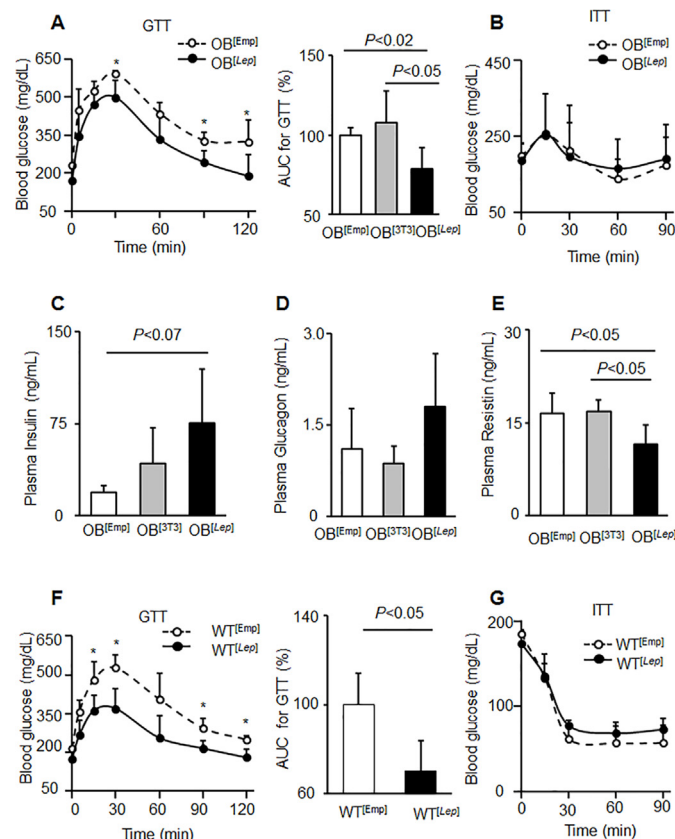 A
GTT
OB[Emp]
OB[Lep]
Blood glucose (mg/dL)
650
500
350
200
50
*
*
*
0 30 60 90 120
Time (min)
P<0.02
P<0.05
AUC for GTT (%)
150
100
50
OB[Emp] OB[3T3] OB[Lep]
B
ITT
OB[Emp]
OB[Lep]
Blood glucose (mg/dL)
450
250
50
0 30 60 90
Time (min)
C
P<0.07
Plasma Insulin (ng/mL)
150
75
0
OB[Emp] OB[3T3] OB[Lep]
D
Plasma Glucagon (ng/mL)
3.0
1.5
0
OB[Emp] OB[3T3] OB[Lep]
E
P<0.05
P<0.05
Plasma Resistin (ng/mL)
30
15
0
OB[Emp] OB[3T3] OB[Lep]
F
GTT
WT[Emp]
WT[Lep]
Blood glucose (mg/dL)
650
500
350
200
50
*
*
*
*
0 30 60 90 120
Time (min)
P<0.05
AUC for GTT (%)
140
100
60
WT[Emp] WT[Lep]
G
ITT
WT[Emp]
WT[Lep]
Blood glucose (mg/dL)
200
100
0
0 30 60 90
Time (min)